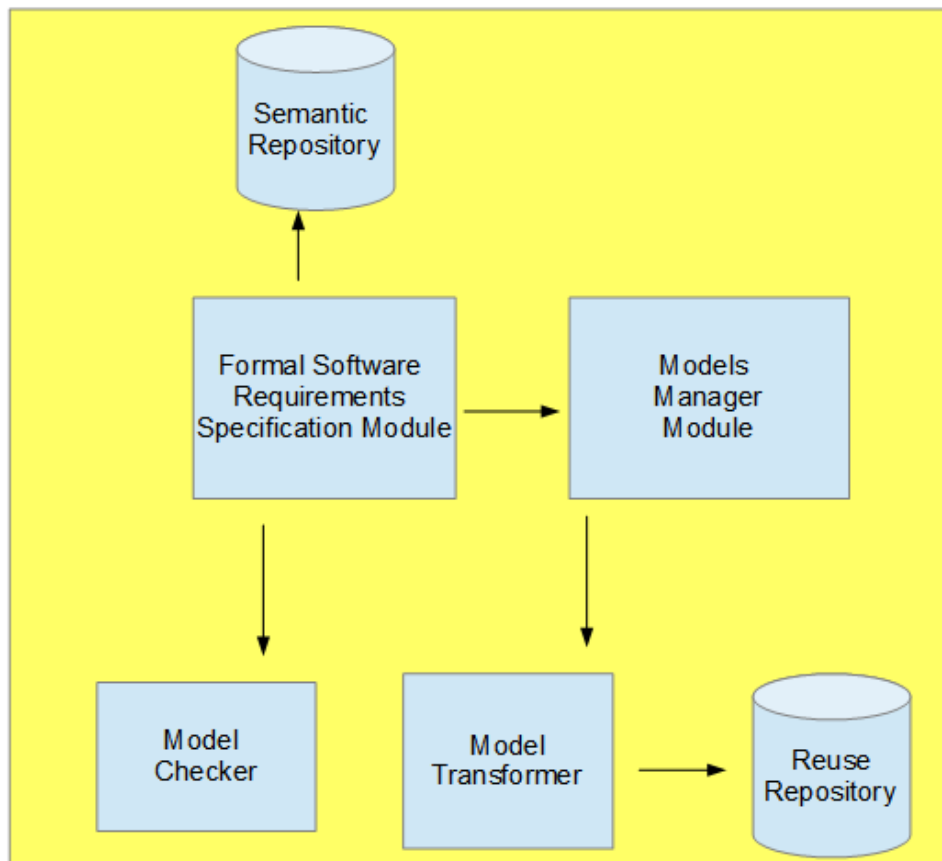 Semantic
Repository
Formal Software
Requirements
Specification Module
Models
Manager
Module
Model
Checker
Model
Transformer
Reuse
Repository